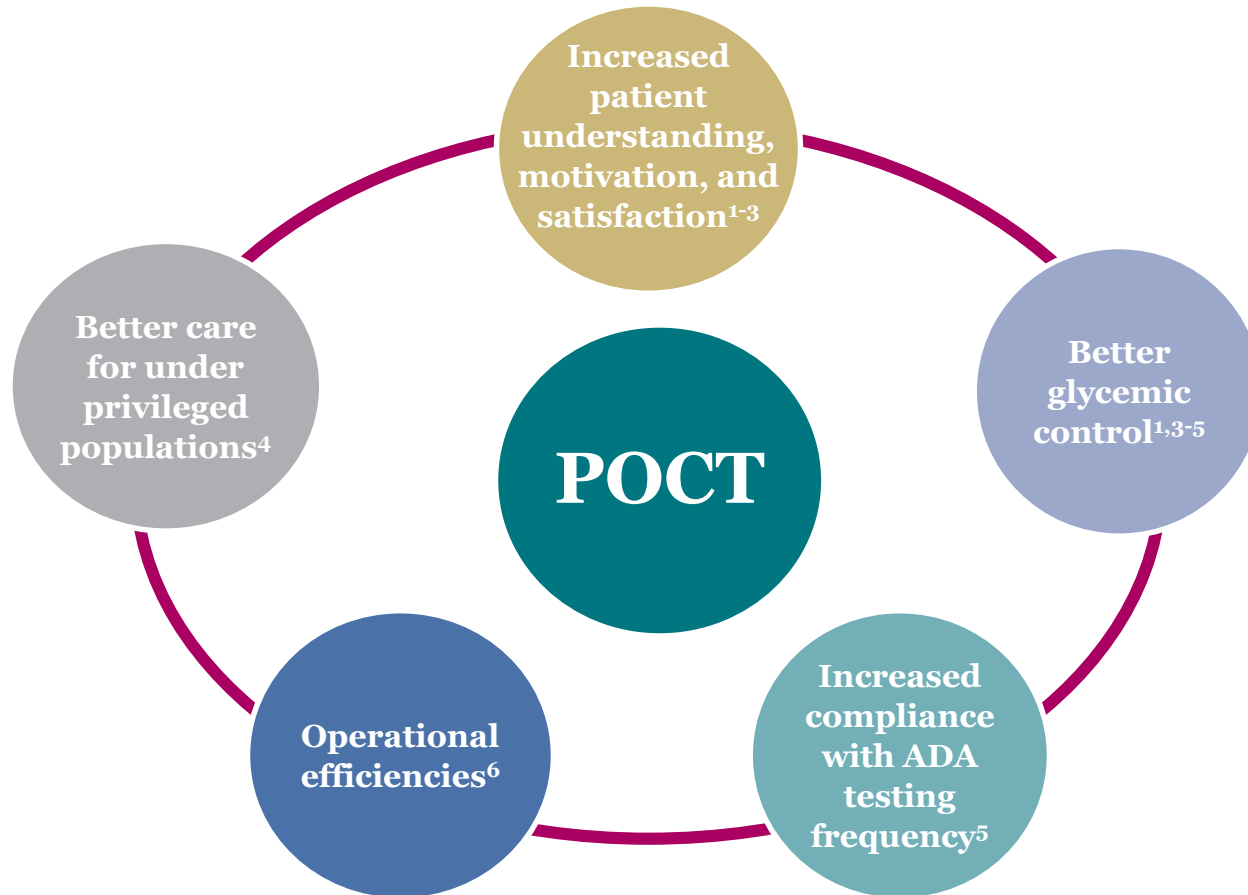 Increased
patient
understanding,
motivation, and
satisfaction¹⁻³
Better
glycemic
control¹,³⁻⁵
Increased
compliance
with ADA
testing
frequency⁵
Operational
efficiencies⁶
Better care
for under
privileged
populations⁴
POCT